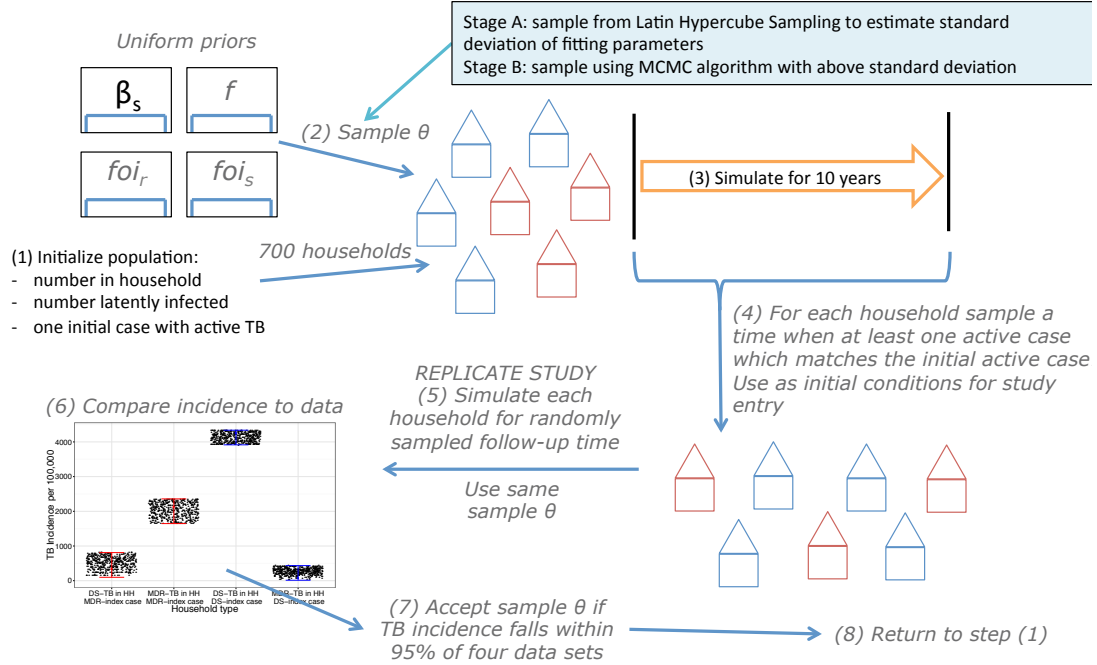 Stage A: sample from Latin Hypercube Sampling to estimate standard
deviation of fitting parameters
Stage B: sample using MCMC algorithm with above standard deviation
Uniform priors
βs
f
foir
fois
(2) Sample θ
(3) Simulate for 10 years
(1) Initialize population:
- number in household
- number latently infected
- one initial case with active TB
700 households
(4) For each household sample a
time when at least one active case
which matches the initial active case
Use as initial conditions for study
entry
REPLICATE STUDY
(5) Simulate each
household for randomly
sampled follow-up time
Use same
sample θ
(6) Compare incidence to data
TB Incidence per 100,000
4000
3000
2000
1000
0
DS−TB in HH
MDR−index case
MDR−TB in HH
MDR−index case
DS−TB in HH
DS−index case
MDR−TB in HH
DS−index case
Household type
(7) Accept sample θ if
TB incidence falls within
95% of four data sets
(8) Return to step (1)